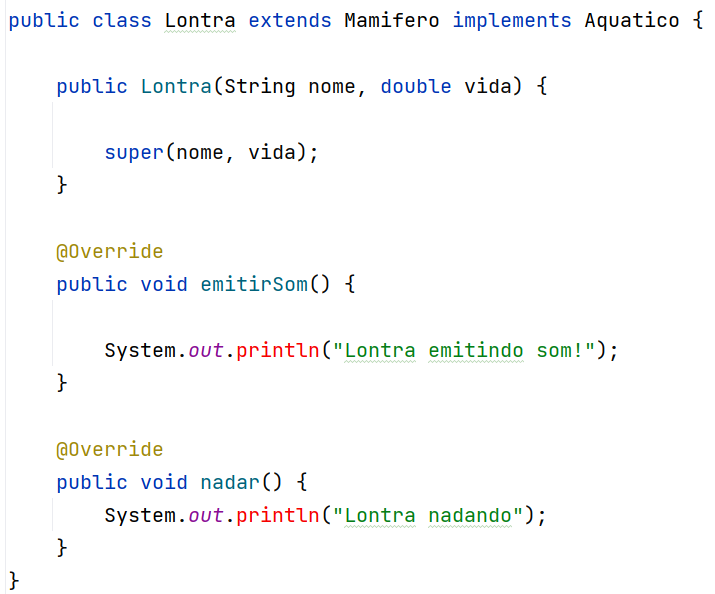 public class Lontra extends Mamifero implements Aquatico {
public Lontra(String nome, double vida) {
super(nome, vida);
}
@Override
public void emitirSom() {
System.out.println("Lontra emitindo som!");
}
@Override
public void nadar() {
System.out.println("Lontra nadando");
}
}